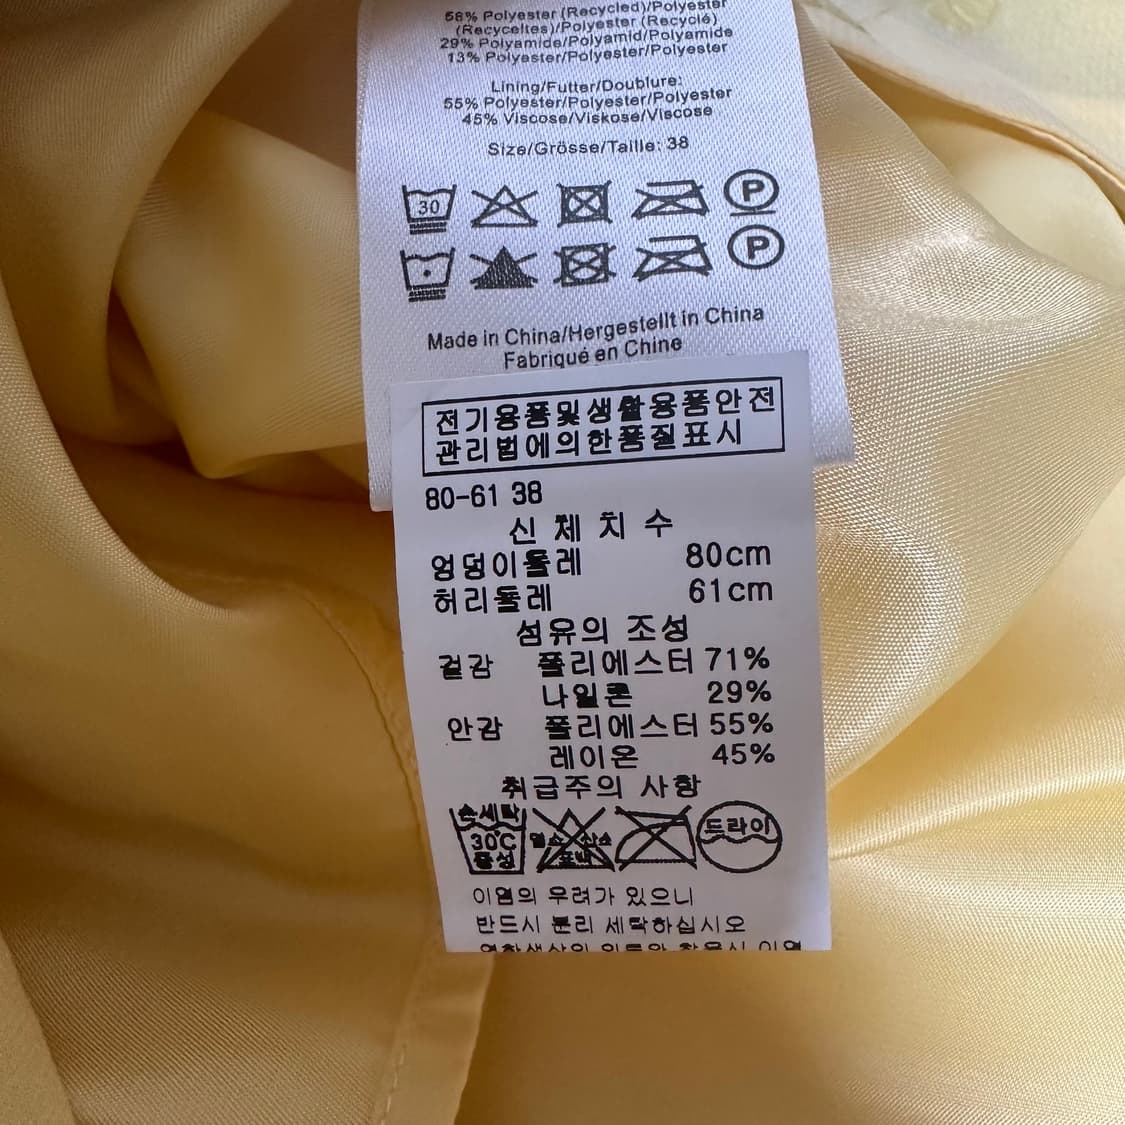 58% Polyester (Recycled)/Polyester
(Recyceltes)/Polyester (Recyclé)
29% Polyamide/Polyamid/Polyamide
13% Polyester/Polyester/Polyester
Lining/Futter/Doublure:
55% Polyester/Polyester/Polyester
45% Viscose/Viskose/Viscose
Size/Grösse/Taille: 38
30 P
P
Made in China/Hergestellt in China
Fabriqué en Chine
전기용품및생활용품안전
관리법에의한품질표시
80-61 38
신 체 치 수
엉덩이둘레 80cm
허리둘레 61cm
섬유의 조성
겉감 폴리에스터 71%
나일론 29%
안감 폴리에스터 55%
레이온 45%
취급주의 사항
손세탁 30℃ 중성
염소 산소 표백
드라이
이염의 우려가 있으니
반드시 분리 세탁하십시오